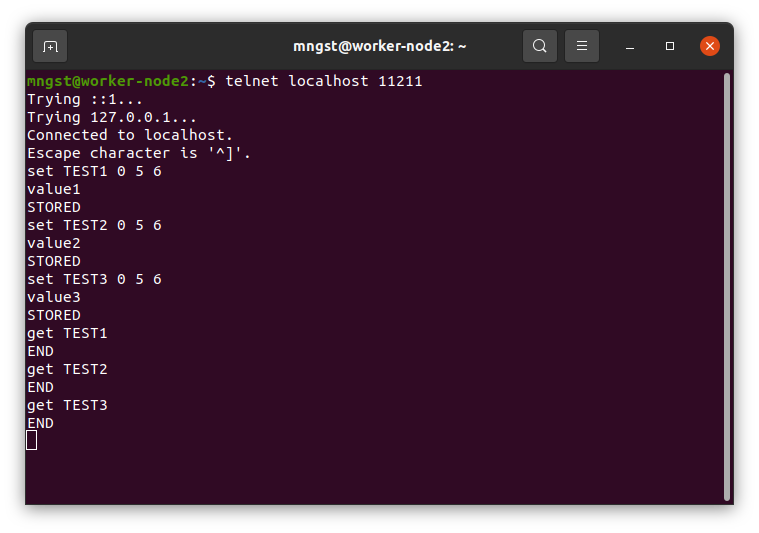 mngst@worker-node2: ~
mngst@worker-node2:~$ telnet localhost 11211
Trying ::1...
Trying 127.0.0.1...
Connected to localhost.
Escape character is '^]'.
set TEST1 0 5 6
value1
STORED
set TEST2 0 5 6
value2
STORED
set TEST3 0 5 6
value3
STORED
get TEST1
END
get TEST2
END
get TEST3
END